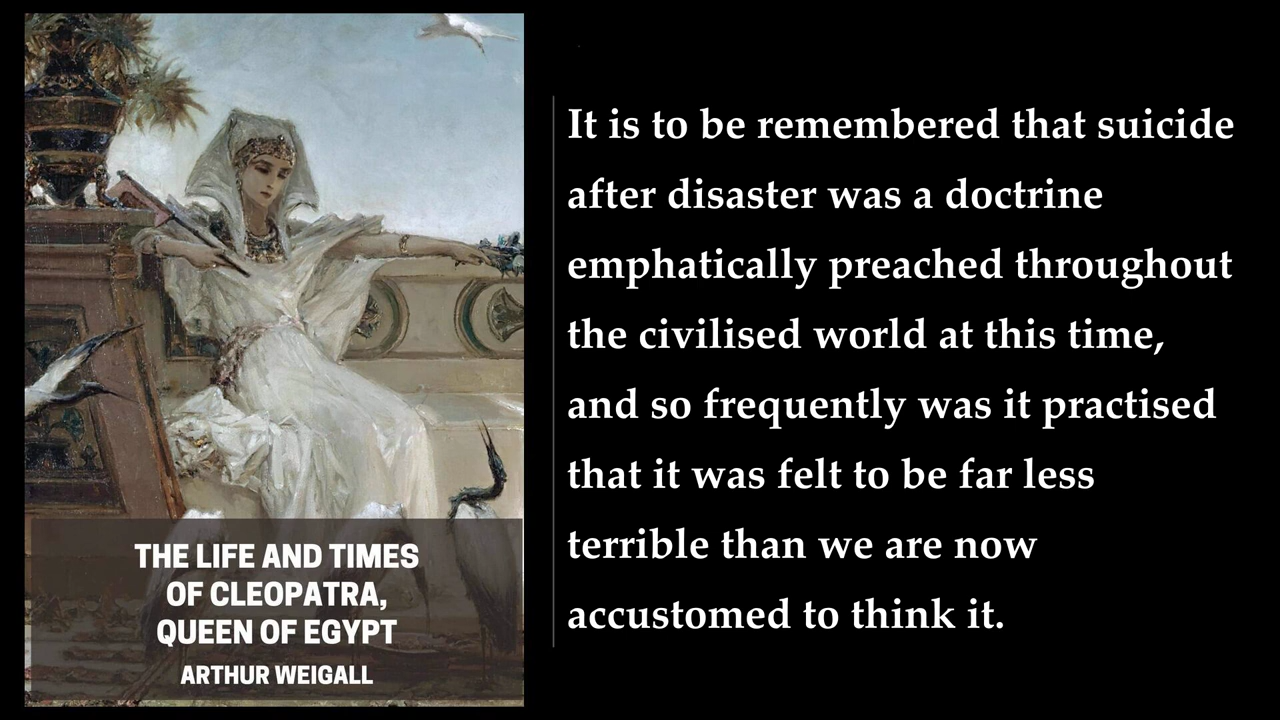 It is to be remembered that suicide
after disaster was a doctrine
emphatically preached throughout
the civilised world at this time,
and so frequently was it practised
that it was felt to be far less
terrible than we are now
accustomed to think it.
THE LIFE AND TIMES
OF CLEOPATRA,
QUEEN OF EGYPT
ARTHUR WEIGALL